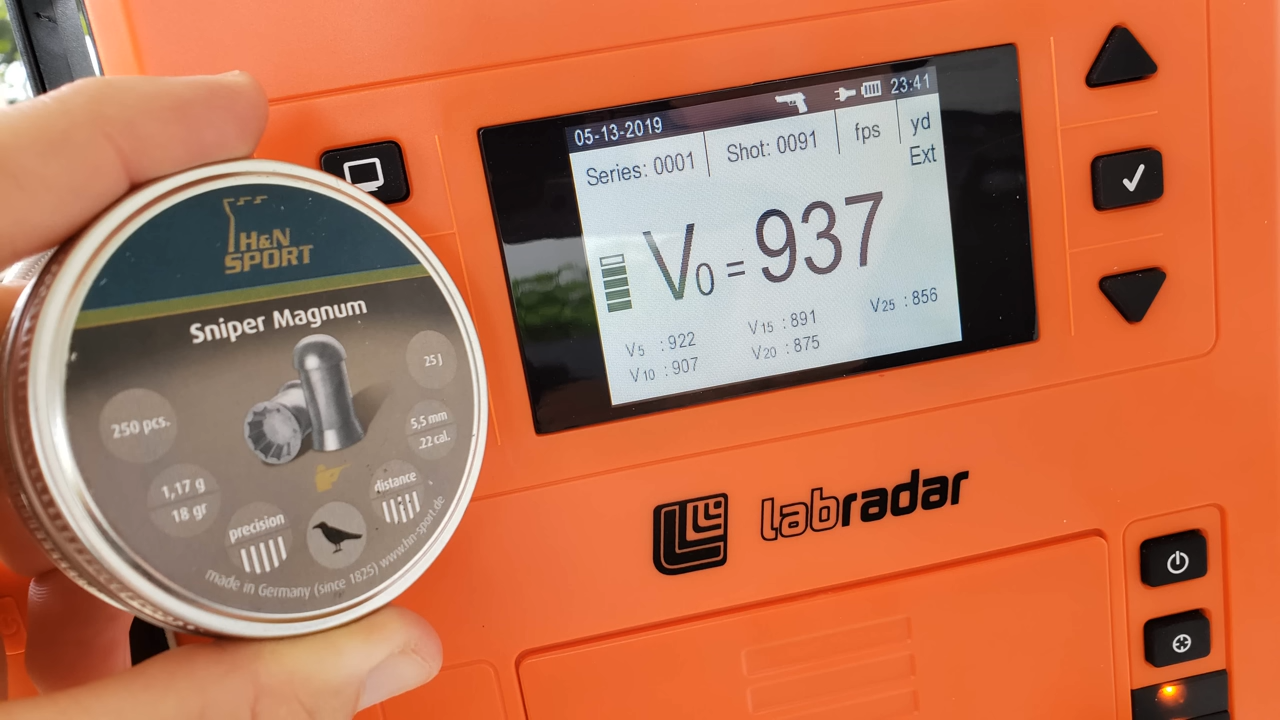 H&N
SPORT
Sniper Magnum
25 J
250 pcs.
5,5 mm
.22 cal.
1,17 g
18 gr
precision
distance
made in Germany (since 1825) www.hn-sport.de
05-13-2019
23:41
Series: 0001
Shot: 0091
fps
yd
Ext
V0 = 937
V5 : 922
V10 : 907
V15 : 891
V20 : 875
V25 : 856
labradar